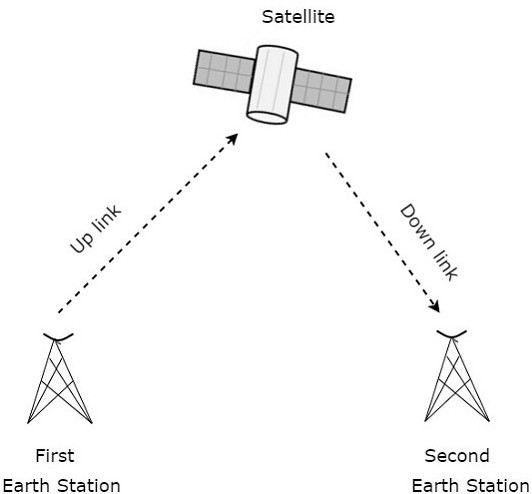 Satellite
Up link
Down link
First
Earth Station
Second
Earth Station